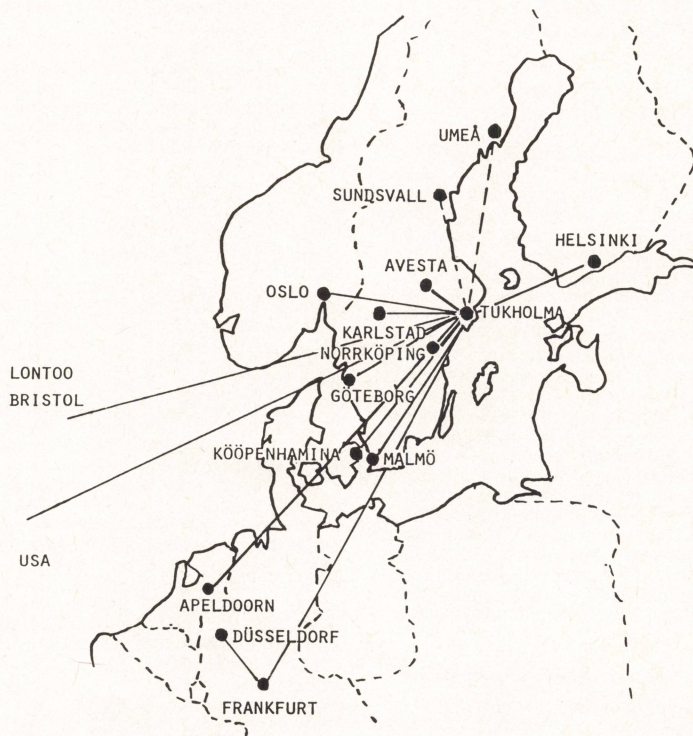 UMEÅ
SUNDSVALL
HELSINKI
AVESTA
OSLO
TUKHOLMA
KARLSTAD
NORRKÖPING
LONTOO
BRISTOL
GÖTEBORG
KÖÖPENHAMINA
MALMÖ
USA
APELDOORN
DÜSSELDORF
FRANKFURT